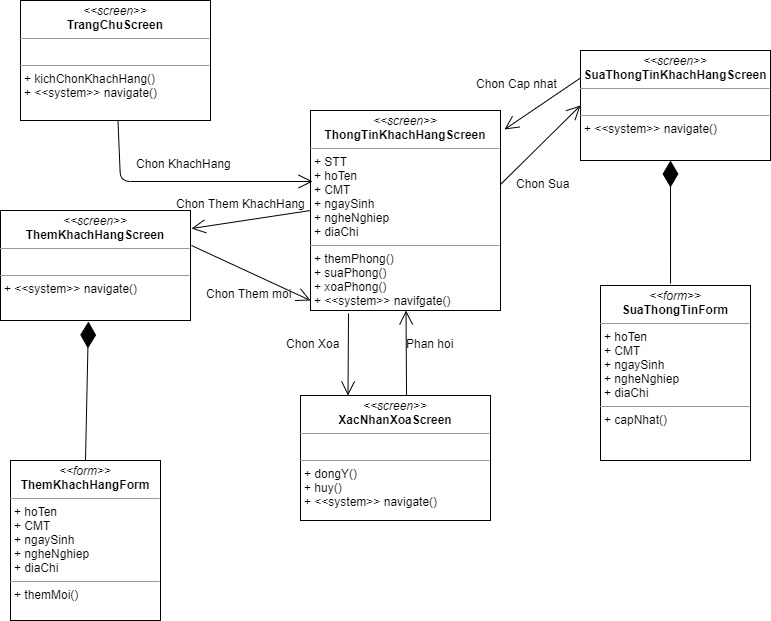 <<screen>>
TrangChuScreen
+ kichChonKhachHang()
+ <<system>> navigate()
Chon KhachHang
<<screen>>
ThongTinKhachHangScreen
+ STT
+ hoTen
+ CMT
+ ngaySinh
+ ngheNghiep
+ diaChi
+ themPhong()
+ suaPhong()
+ xoaPhong()
+ <<system>> navifgate()
Chon Cap nhat
Chon Sua
<<screen>>
SuaThongTinKhachHangScreen
+ <<system>> navigate()
Chon Them KhachHang
<<screen>>
ThemKhachHangScreen
+ <<system>> navigate()
Chon Them moi
Chon Xoa
Phan hoi
<<form>>
SuaThongTinForm
+ hoTen
+ CMT
+ ngaySinh
+ ngheNghiep
+ diaChi
+ capNhat()
<<screen>>
XacNhanXoaScreen
+ dongY()
+ huy()
+ <<system>> navigate()
<<form>>
ThemKhachHangForm
+ hoTen
+ CMT
+ ngaySinh
+ ngheNghiep
+ diaChi
+ themMoi()